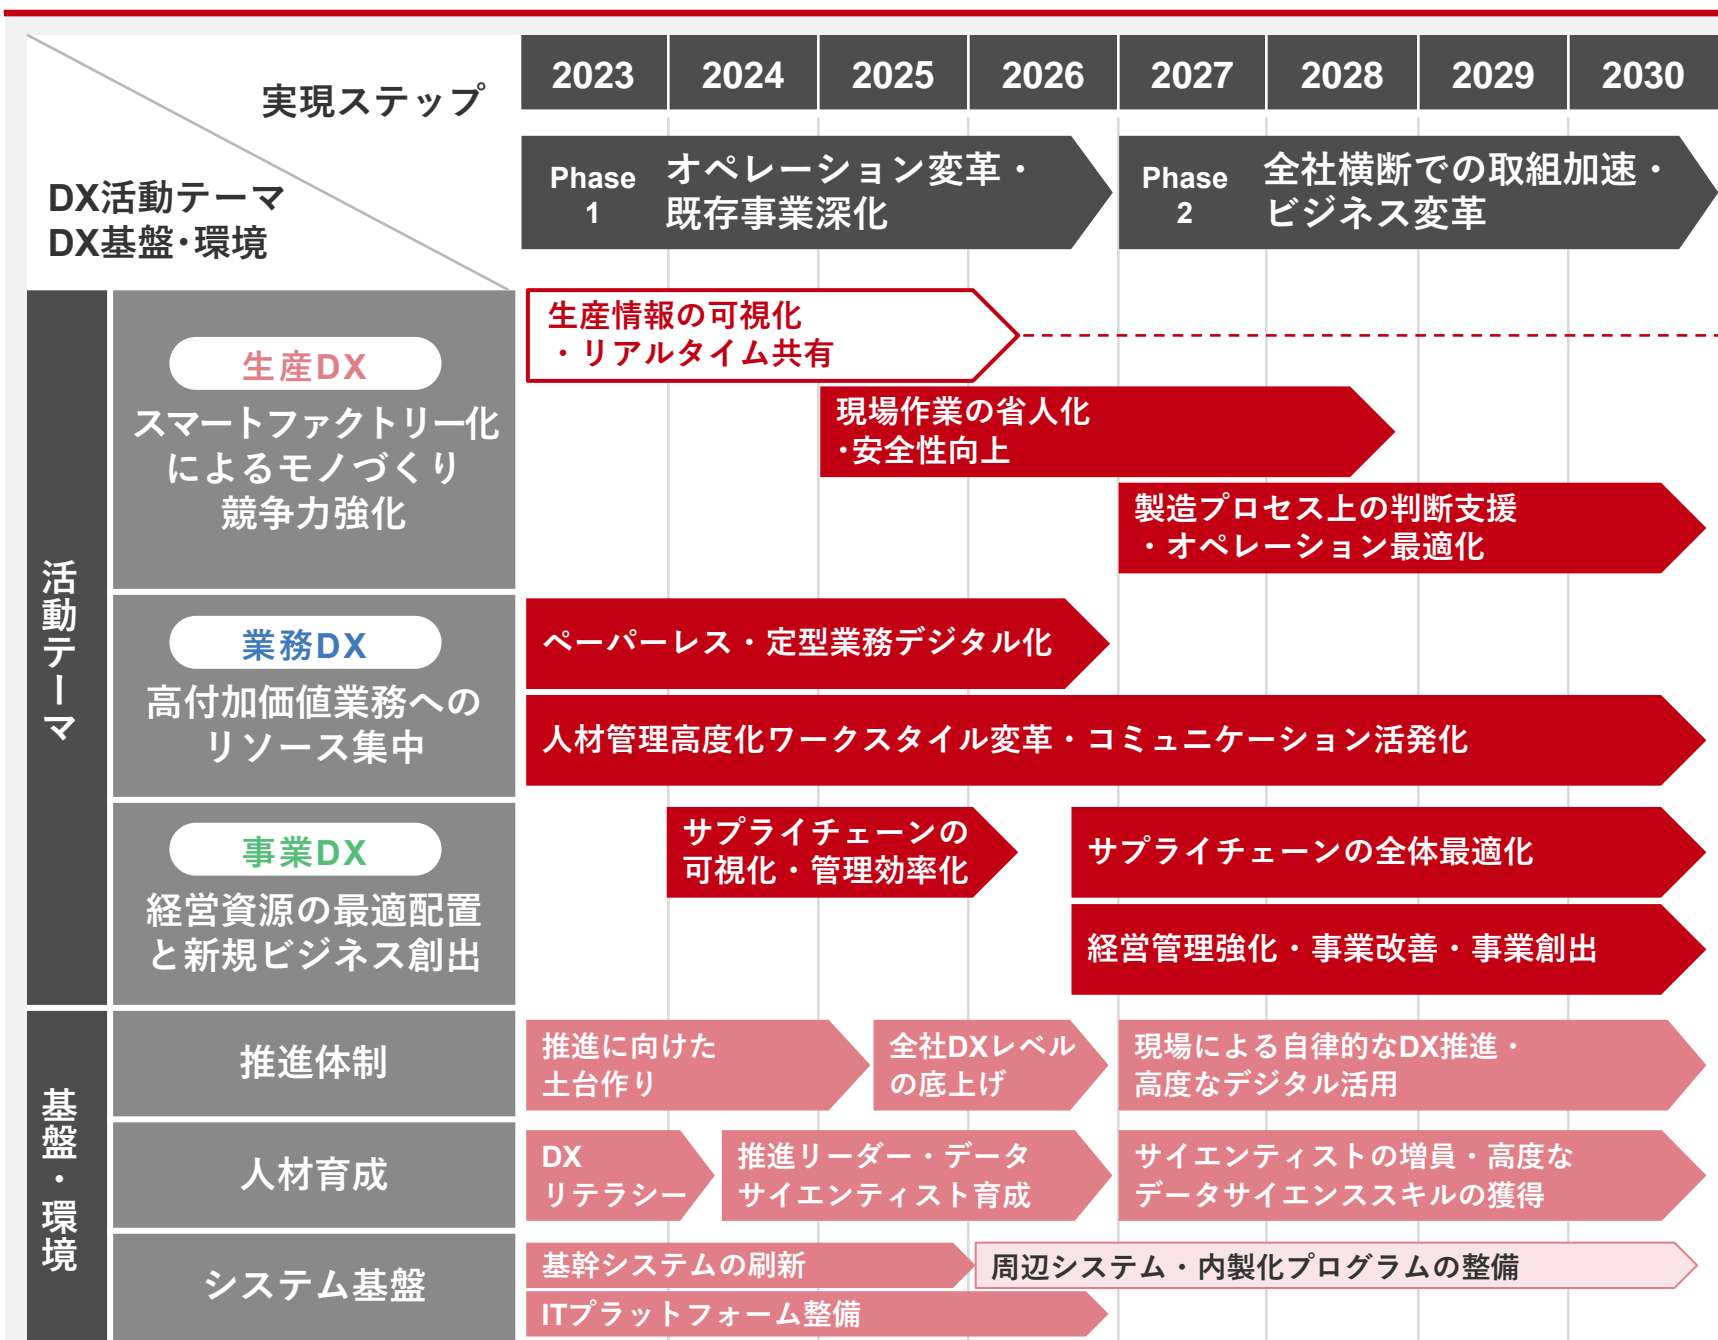 実現ステップ
DX活動テーマ
DX基盤・環境
2023
2024
2025
2026
2027
2028
2029
2030
Phase
1
オペレーション変革・
既存事業深化
Phase
2
全社横断での取組加速・
ビジネス変革
活動テーマ
生産DX
スマートファクトリー化
によるモノづくり
競争力強化
生産情報の可視化
・リアルタイム共有
現場作業の省人化
・安全性向上
製造プロセス上の判断支援
・オペレーション最適化
業務DX
高付加価値業務への
リソース集中
ペーパーレス・定型業務デジタル化
人材管理高度化ワークスタイル変革・コミュニケーション活発化
事業DX
経営資源の最適配置
と新規ビジネス創出
サプライチェーンの
可視化・管理効率化
サプライチェーンの全体最適化
経営管理強化・事業改善・事業創出
基盤・環境
推進体制
推進に向けた
土台作り
全社DXレベル
の底上げ
現場による自律的なDX推進・
高度なデジタル活用
人材育成
DX
リテラシー
推進リーダー・データ
サイエンティスト育成
サイエンティストの増員・高度な
データサイエンススキルの獲得
システム基盤
基幹システムの刷新
周辺システム・内製化プログラムの整備
ITプラットフォーム整備